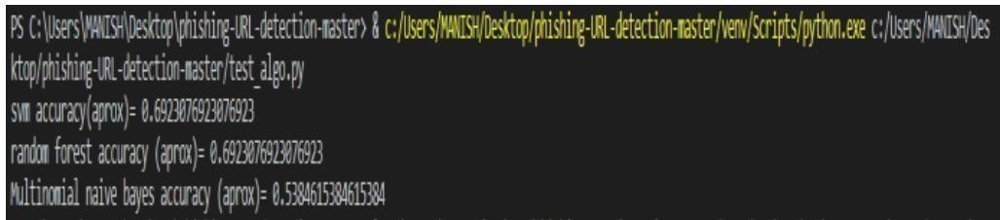 PS C:\Users\MANISH\Desktop\phishing-URL-detection-master> & c:/Users/MANISH/Desktop/phishing-URL-detection-master/venv/Scripts/python.exe c:/Users/MANISH/Des
ktop/phishing-URL-detection-master/test_algo.py
svm accuracy(aprox)= 0.6923076923076923
random forest accuracy (aprox)= 0.6923076923076923
Multinomial naive bayes accuracy (aprox)= 0.5384615384615384